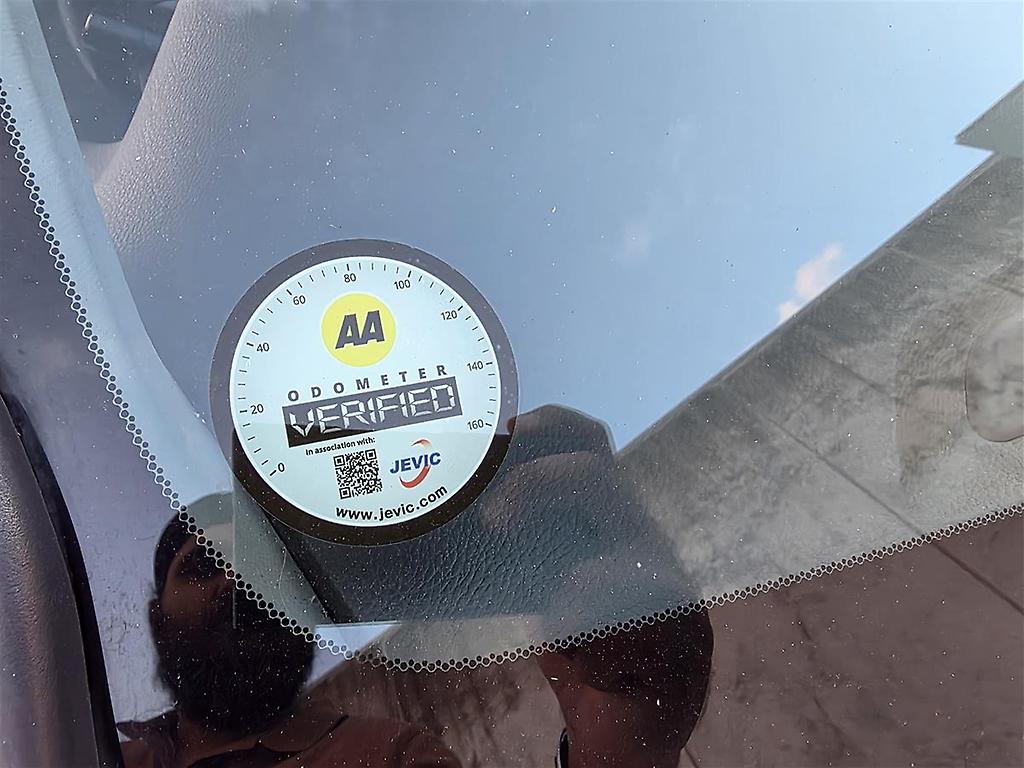 0 20 40 60 80 100 120 140 160
AA
ODOMETER
VERIFIED
in association with:
JEVIC
www.jevic.com